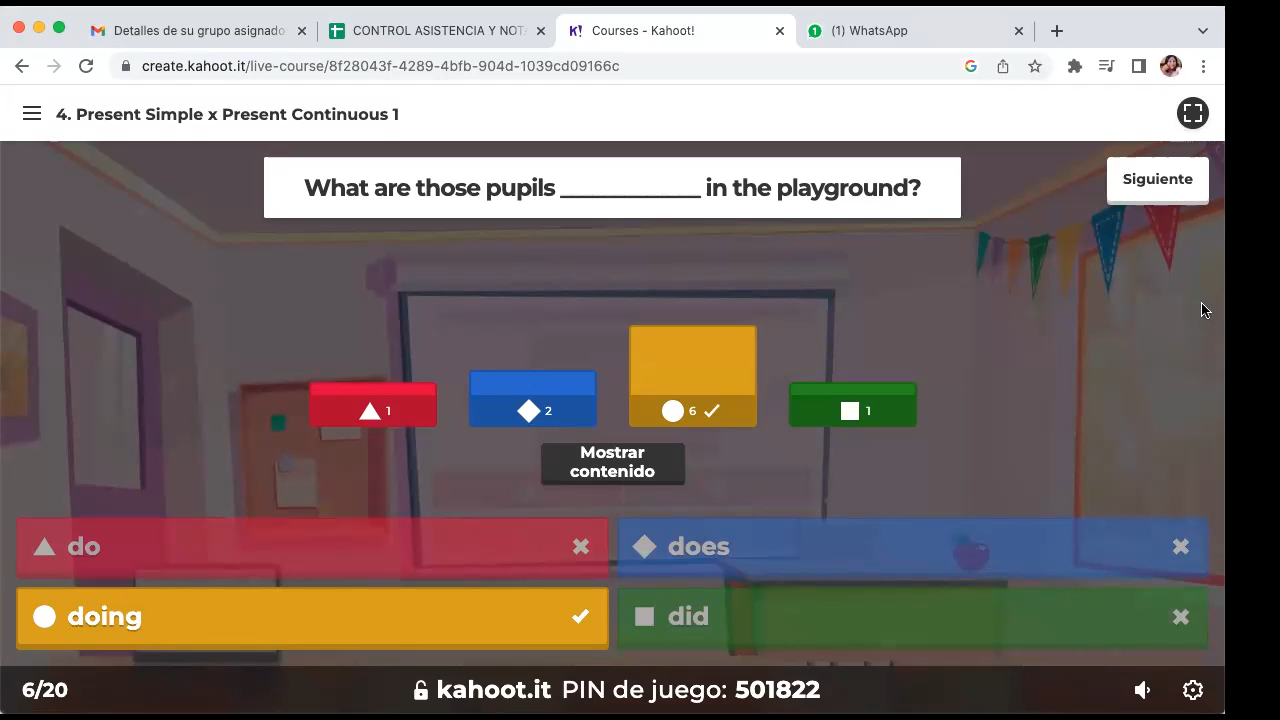 Detalles de su grupo asignado
CONTROL ASISTENCIA Y NOT
K! Courses - Kahoot!
1 (1) WhatsApp
create.kahoot.it/live-course/8f28043f-4289-4bfb-904d-1039cd09166c
4. Present Simple x Present Continuous 1
What are those pupils ____________ in the playground?
Siguiente
1
2
6
1
Mostrar
contenido
do
does
doing
did
6/20
kahoot.it PIN de juego: 501822